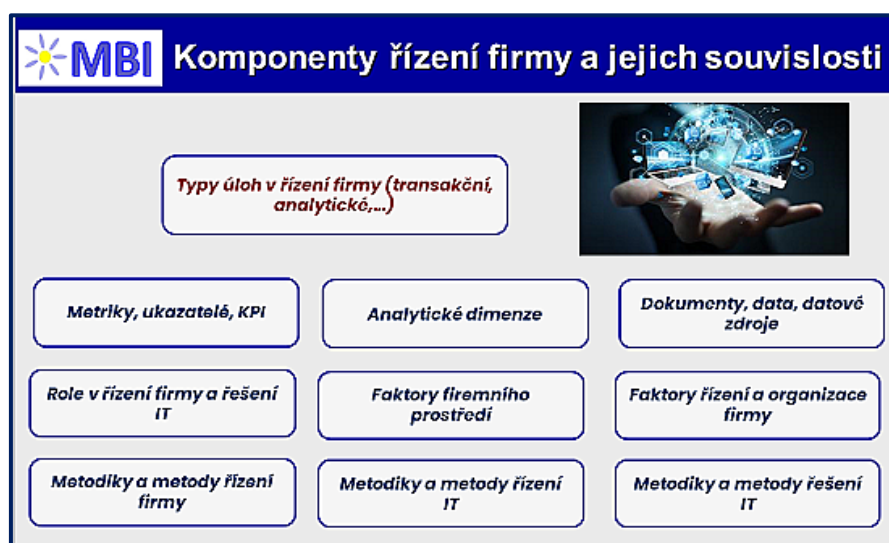 MBI
Komponenty řízení firmy a jejich souvislosti
Typy úloh v řízení firmy (transakční,
analytické,...)
Metriky, ukazatelé, KPI
Analytické dimenze
Dokumenty, data, datové
zdroje
Role v řízení firmy a řešení
IT
Faktory firemního
prostředí
Faktory řízení a organizace
firmy
Metodiky a metody řízení
firmy
Metodiky a metody řízení
IT
Metodiky a metody řešení
IT